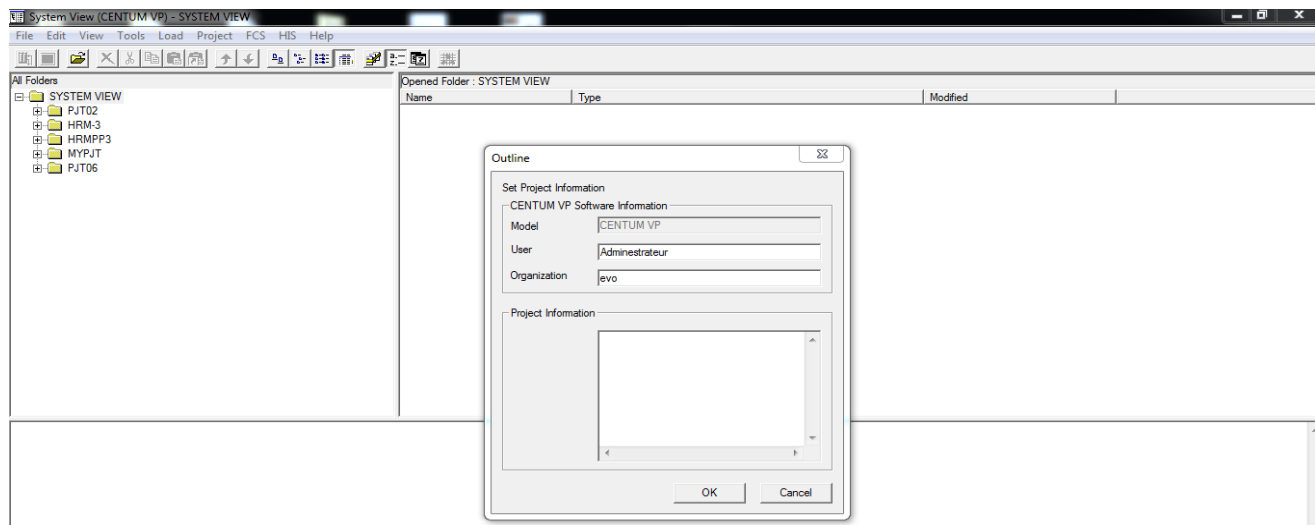 System View (CENTUM VP) - SYSTEM VIEW
File Edit View Tools Load Project FCS HIS Help
All Folders
Opened Folder : SYSTEM VIEW
SYSTEM VIEW
Name Type Modified
PJT02
HRM-3
HRMPP3
MYPJT
PJT06
Outline
Set Project Information
CENTUM VP Software Information
Model CENTUM VP
User Adminestrateur
Organization evo
Project Information
OK Cancel